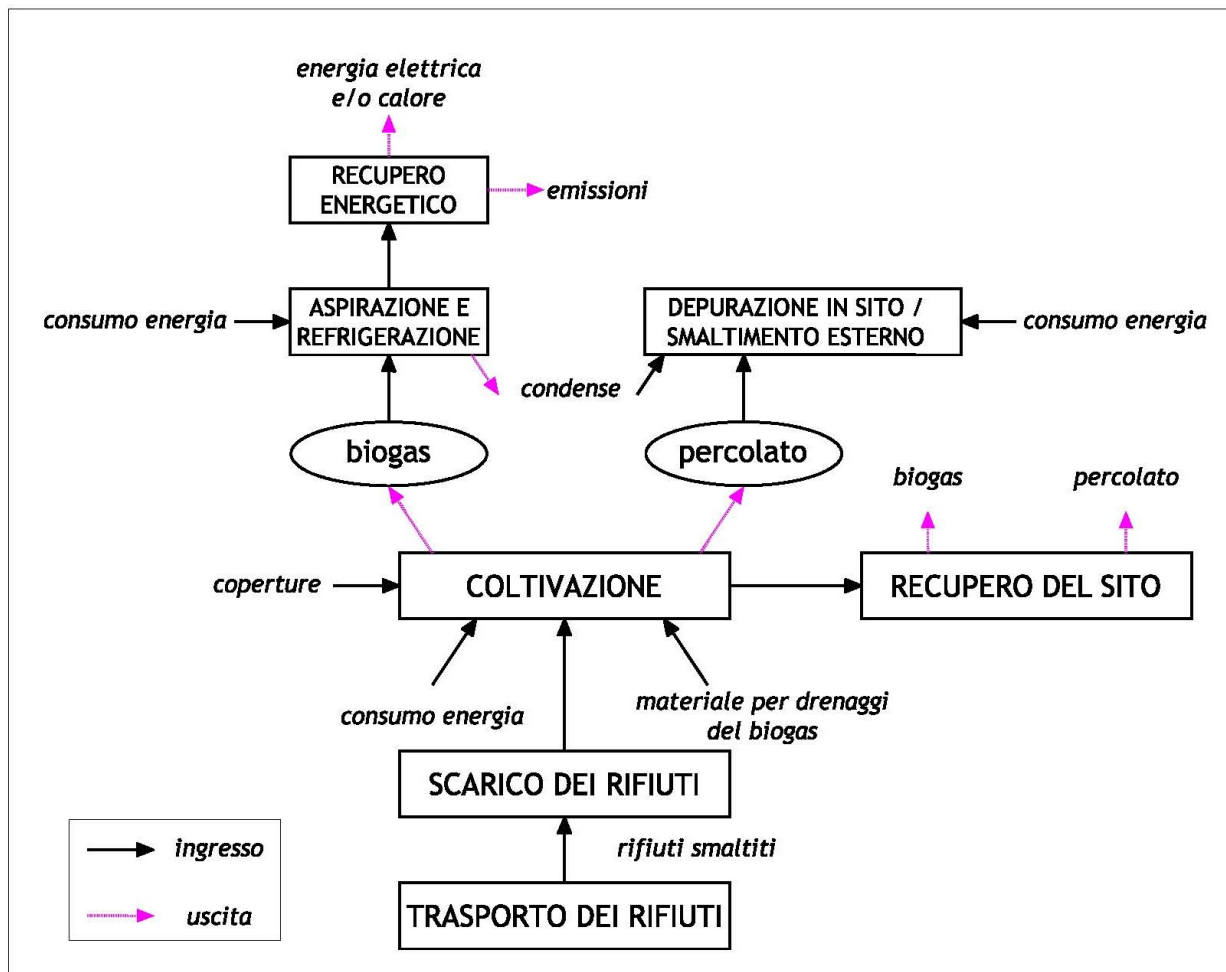 energia elettrica
e/o calore
RECUPERO
ENERGETICO
emissioni
consumo energia
ASPIRAZIONE E
REFRIGERAZIONE
DEPURAZIONE IN SITO /
SMALTIMENTO ESTERNO
consumo energia
condense
biogas
percolato
biogas
percolato
coperture
COLTIVAZIONE
RECUPERO DEL SITO
consumo energia
materiale per drenaggi
del biogas
SCARICO DEI RIFIUTI
ingresso
rifiuti smaltiti
uscita
TRASPORTO DEI RIFIUTI